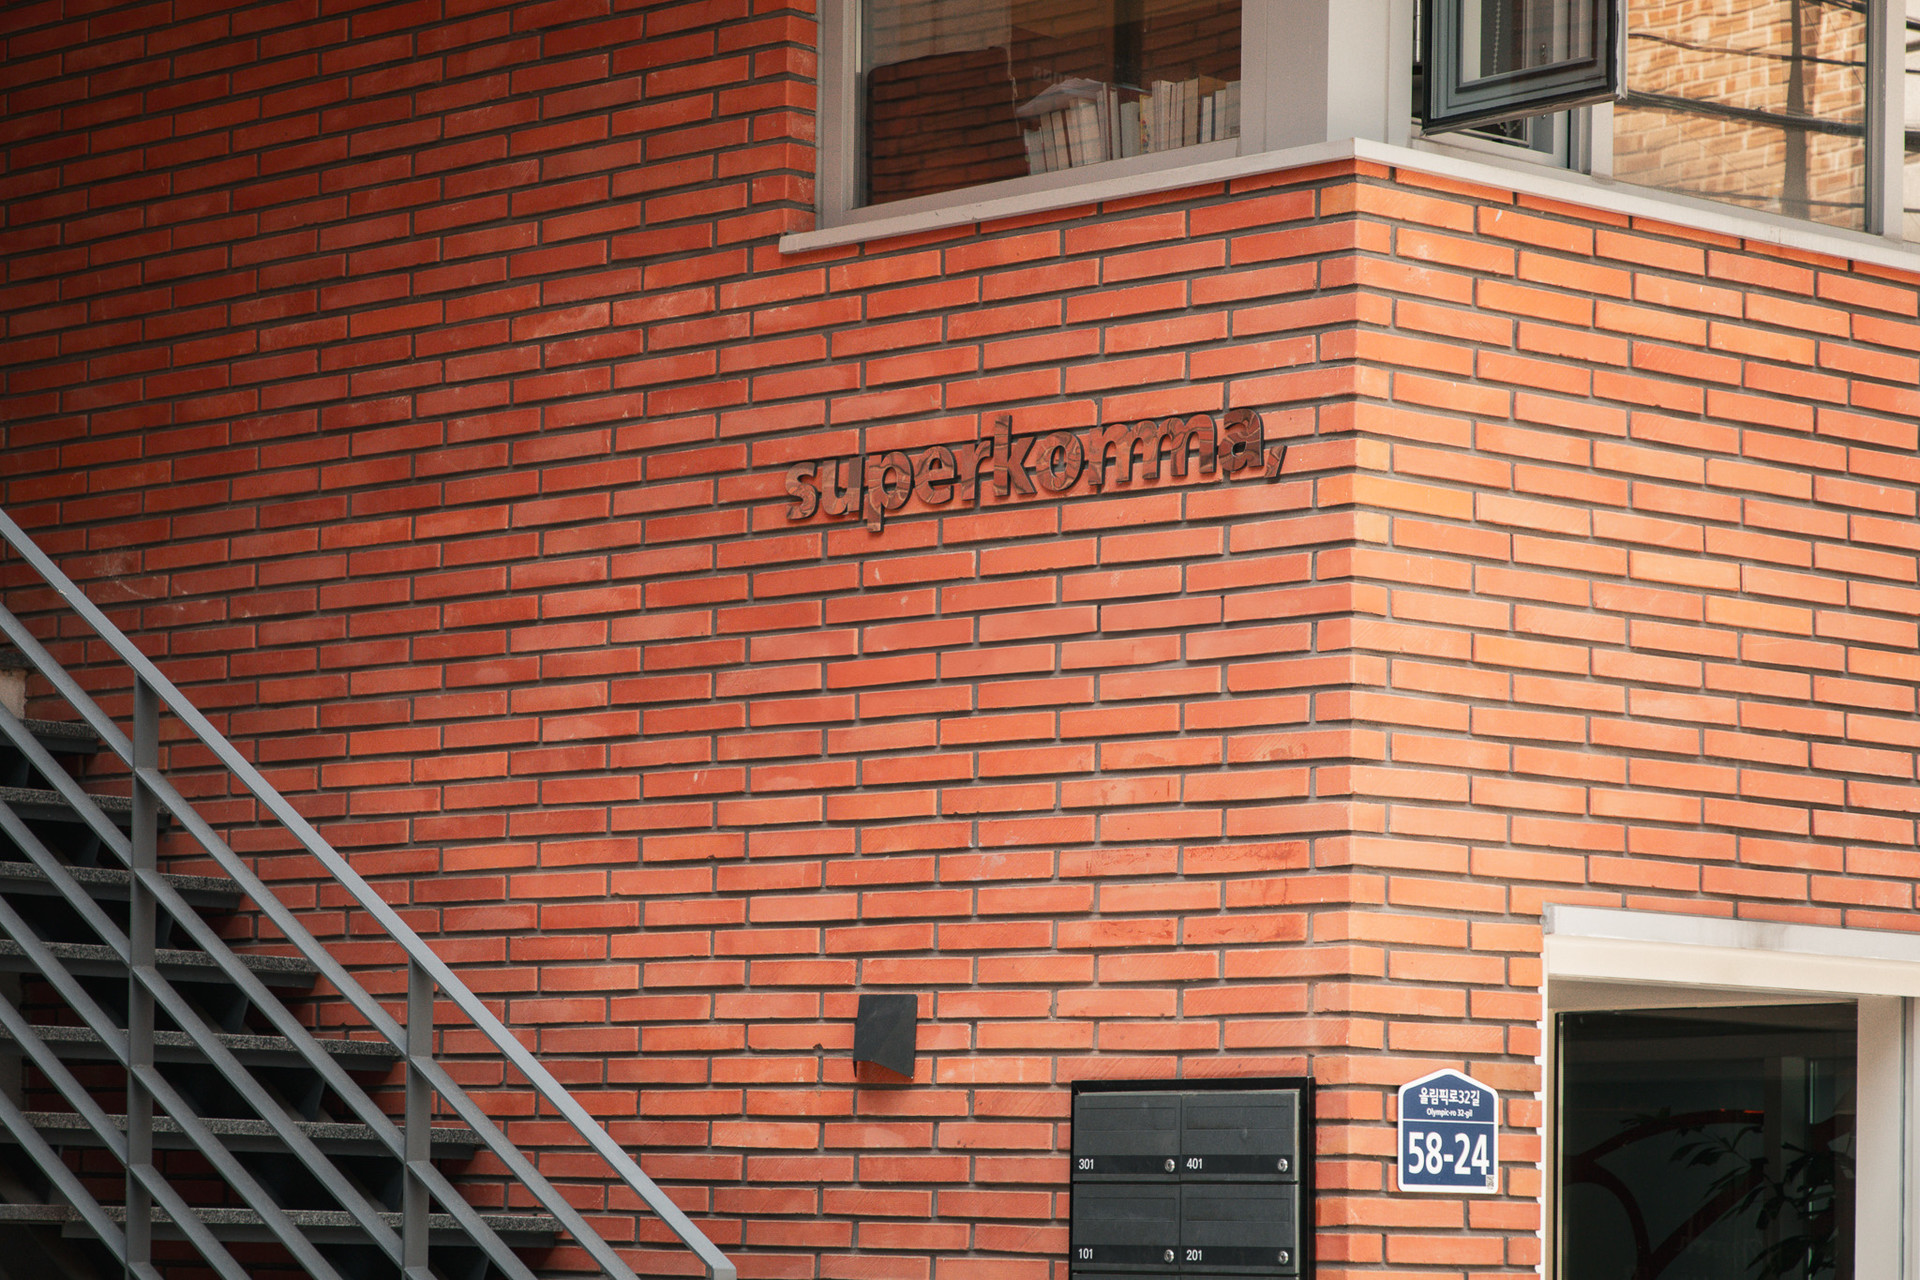 superkomma,
301
401
101
201
올림픽로32길
Olympic-ro 32-gil
58-24